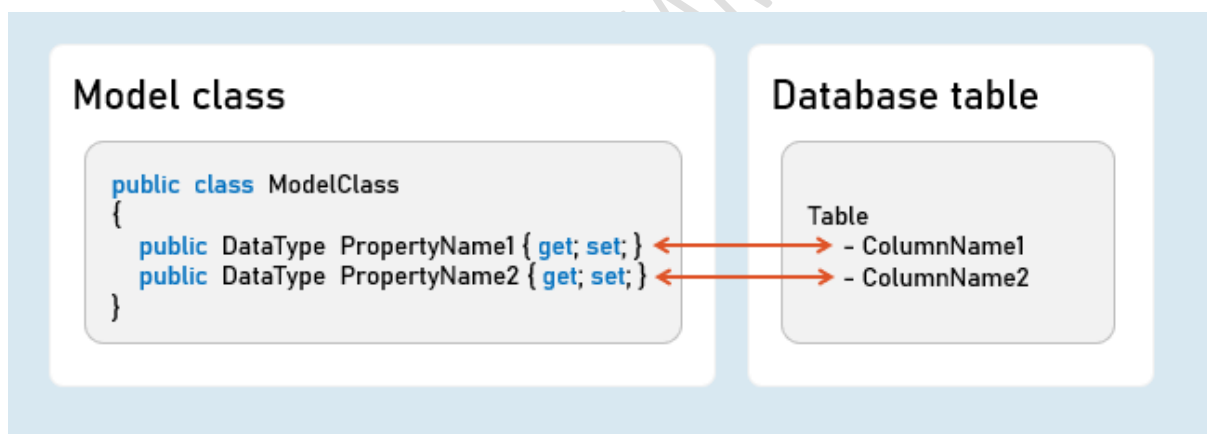 Model class
public class ModelClass
{
public DataType PropertyName1 { get; set; }
public DataType PropertyName2 { get; set; }
}
Database table
Table
- ColumnName1
- ColumnName2